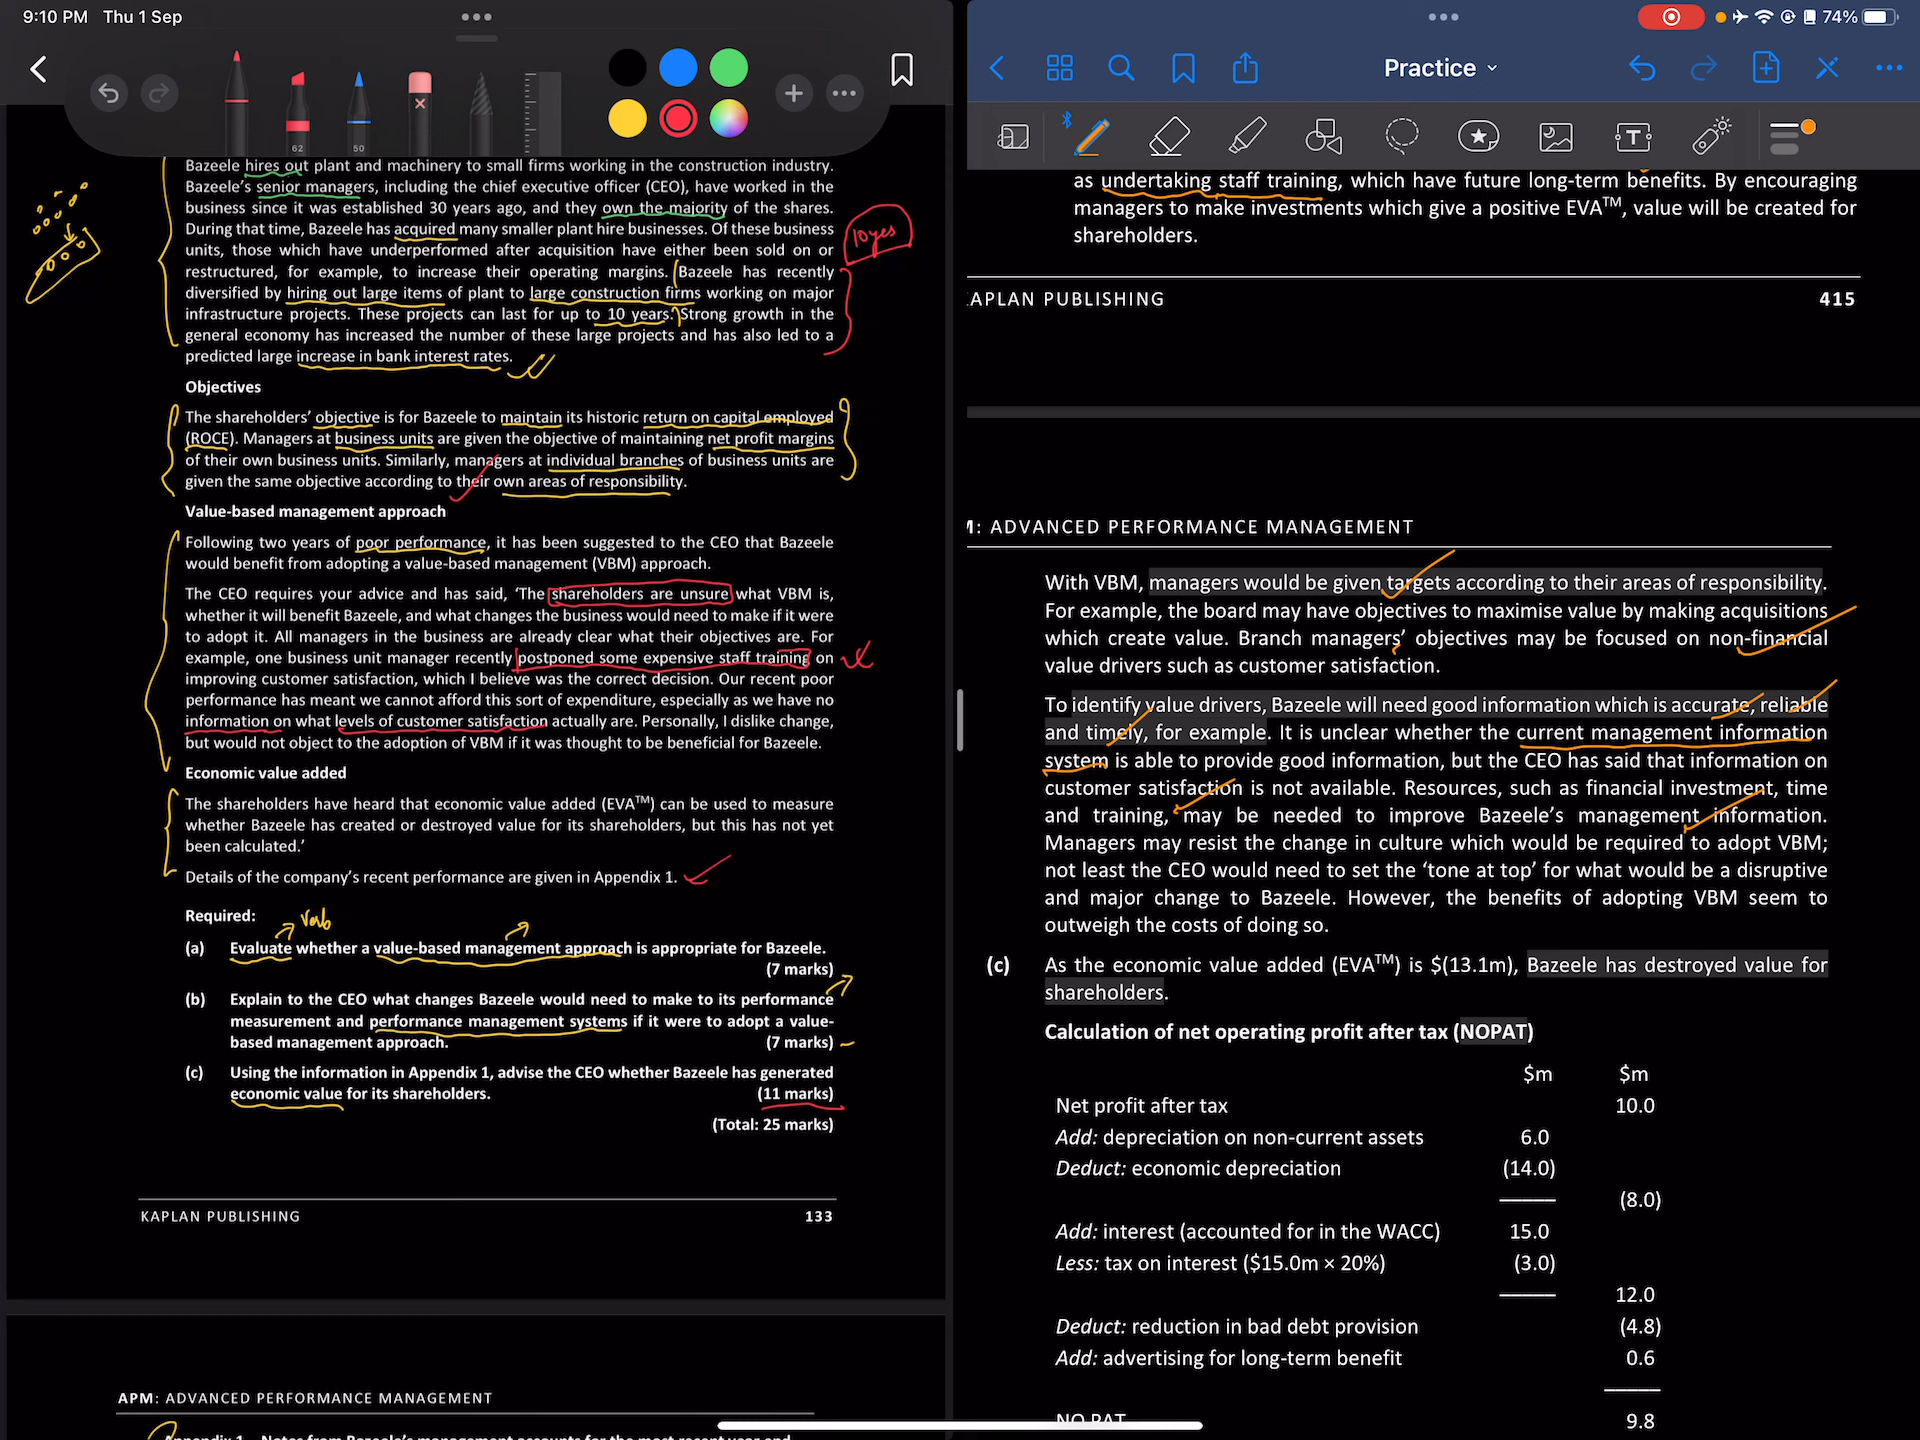 9:10 PM Thu 1 Sep
62
50
Bazeele hires out plant and machinery to small firms working in the construction industry.
Bazeele's senior managers, including the chief executive officer (CEO), have worked in the
business since it was established 30 years ago, and they own the majority of the shares.
During that time, Bazeele has acquired many smaller plant hire businesses. Of these business
units, those which have underperformed after acquisition have either been sold on or
restructured, for example, to increase their operating margins. Bazeele has recently
diversified by hiring out large items of plant to large construction firms working on major
infrastructure projects. These projects can last for up to 10 years. Strong growth in the
general economy has increased the number of these large projects and has also led to a
predicted large increase in bank interest rates.
10yes
Objectives
The shareholders' objective is for Bazeele to maintain its historic return on capital employed
(ROCE). Managers at business units are given the objective of maintaining net profit margins
of their own business units. Similarly, managers at individual branches of business units are
given the same objective according to their own areas of responsibility.
Value-based management approach
Following two years of poor performance, it has been suggested to the CEO that Bazeele
would benefit from adopting a value-based management (VBM) approach.
The CEO requires your advice and has said, 'The shareholders are unsure what VBM is,
whether it will benefit Bazeele, and what changes the business would need to make if it were
to adopt it. All managers in the business are already clear what their objectives are. For
example, one business unit manager recently postponed some expensive staff training on
improving customer satisfaction, which I believe was the correct decision. Our recent poor
performance has meant we cannot afford this sort of expenditure, especially as we have no
information on what levels of customer satisfaction actually are. Personally, I dislike change,
but would not object to the adoption of VBM if it was thought to be beneficial for Bazeele.
Economic value added
The shareholders have heard that economic value added (EVA™) can be used to measure
whether Bazeele has created or destroyed value for its shareholders, but this has not yet
been calculated.'
Details of the company's recent performance are given in Appendix 1.
Required:
Verb
(a) Evaluate whether a value-based management approach is appropriate for Bazeele.
(7 marks)
(b) Explain to the CEO what changes Bazeele would need to make to its performance
measurement and performance management systems if it were to adopt a value-
based management approach. (7 marks)
(c) Using the information in Appendix 1, advise the CEO whether Bazeele has generated
economic value for its shareholders. (11 marks)
(Total: 25 marks)
KAPLAN PUBLISHING 133
APM: ADVANCED PERFORMANCE MANAGEMENT
Appendix 1 – Notes from Bazeele's management accounts for the most recent year end
74%
Practice
as undertaking staff training, which have future long-term benefits. By encouraging
managers to make investments which give a positive EVA™, value will be created for
shareholders.
APLAN PUBLISHING 415
M: ADVANCED PERFORMANCE MANAGEMENT
With VBM, managers would be given targets according to their areas of responsibility.
For example, the board may have objectives to maximise value by making acquisitions
which create value. Branch managers' objectives may be focused on non-financial
value drivers such as customer satisfaction.
To identify value drivers, Bazeele will need good information which is accurate, reliable
and timely, for example. It is unclear whether the current management information
system is able to provide good information, but the CEO has said that information on
customer satisfaction is not available. Resources, such as financial investment, time
and training, may be needed to improve Bazeele's management information.
Managers may resist the change in culture which would be required to adopt VBM;
not least the CEO would need to set the 'tone at top' for what would be a disruptive
and major change to Bazeele. However, the benefits of adopting VBM seem to
outweigh the costs of doing so.
(c) As the economic value added (EVA™) is $(13.1m), Bazeele has destroyed value for
shareholders.
Calculation of net operating profit after tax (NOPAT)
$m $m
Net profit after tax 10.0
Add: depreciation on non-current assets 6.0
Deduct: economic depreciation (14.0)
(8.0)
Add: interest (accounted for in the WACC) 15.0
Less: tax on interest ($15.0m × 20%) (3.0)
12.0
Deduct: reduction in bad debt provision (4.8)
Add: advertising for long-term benefit 0.6
NOPAT 9.8